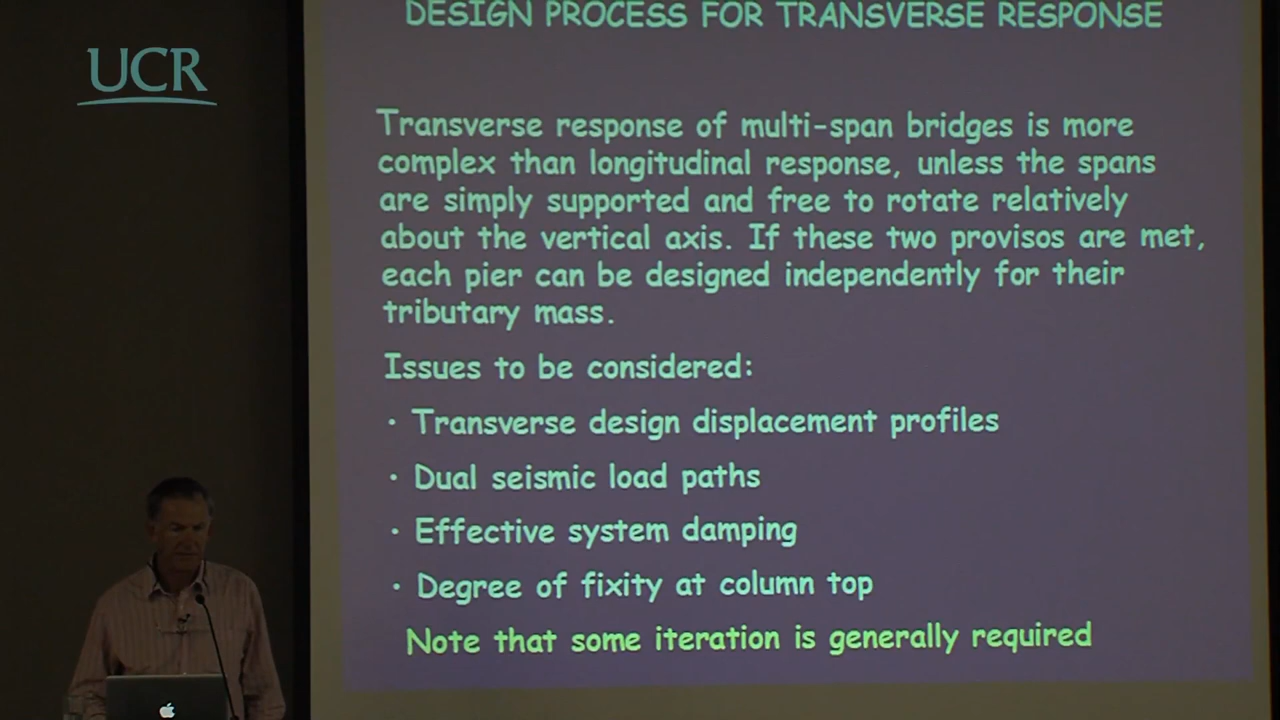 UCR
DESIGN PROCESS FOR TRANSVERSE RESPONSE
Transverse response of multi-span bridges is more
complex than longitudinal response, unless the spans
are simply supported and free to rotate relatively
about the vertical axis. If these two provisos are met,
each pier can be designed independently for their
tributary mass.
Issues to be considered:
• Transverse design displacement profiles
• Dual seismic load paths
• Effective system damping
• Degree of fixity at column top
Note that some iteration is generally required